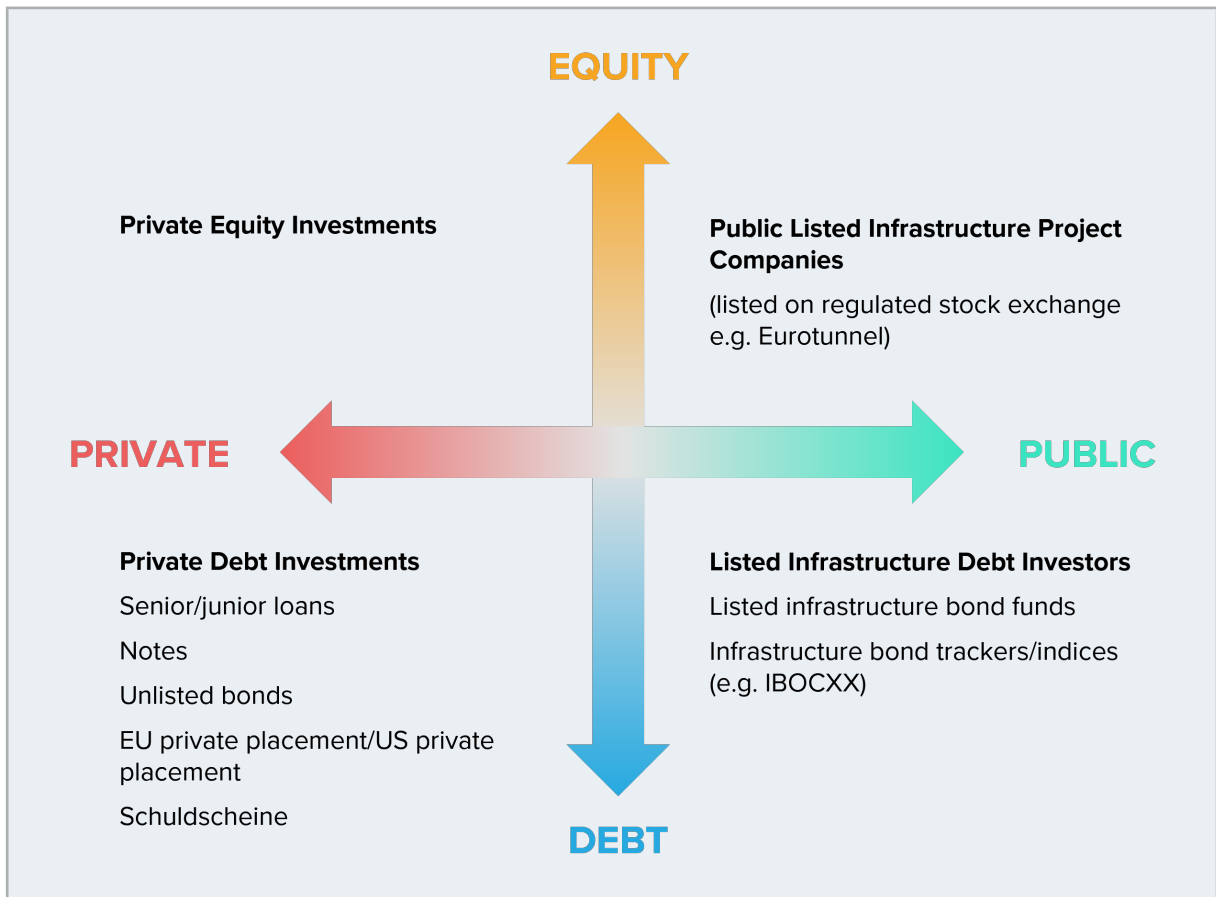 EQUITY
Private Equity Investments
Public Listed Infrastructure Project
Companies
(listed on regulated stock exchange
e.g. Eurotunnel)
PRIVATE
PUBLIC
Private Debt Investments
Senior/junior loans
Notes
Unlisted bonds
EU private placement/US private
placement
Schuldscheine
Listed Infrastructure Debt Investors
Listed infrastructure bond funds
Infrastructure bond trackers/indices
(e.g. IBOCXX)
DEBT